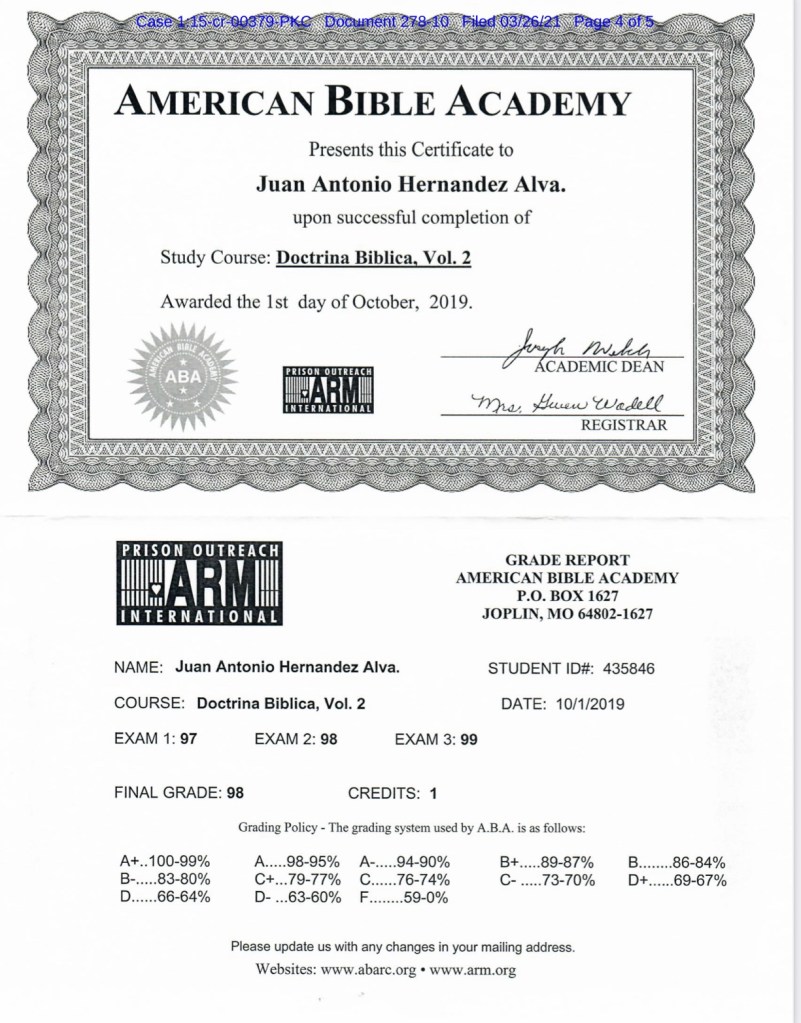 Case 1:15-cr-00379-PKC Document 278-10 Filed 03/26/21 Page 4 of 5
AMERICAN BIBLE ACADEMY
Presents this Certificate to
Juan Antonio Hernandez Alva.
upon successful completion of
Study Course: Doctrina Biblica, Vol. 2
Awarded the 1st day of October, 2019.
AMERICAN BIBLE ACADEMY
ABA
PRISON OUTREACH
ARM
INTERNATIONAL
Joseph Welch
ACADEMIC DEAN
Mrs. Gwen Wadell
REGISTRAR
PRISON OUTREACH
ARM
INTERNATIONAL
GRADE REPORT
AMERICAN BIBLE ACADEMY
P.O. BOX 1627
JOPLIN, MO 64802-1627
NAME: Juan Antonio Hernandez Alva. STUDENT ID#: 435846
COURSE: Doctrina Biblica, Vol. 2 DATE: 10/1/2019
EXAM 1: 97 EXAM 2: 98 EXAM 3: 99
FINAL GRADE: 98 CREDITS: 1
Grading Policy - The grading system used by A.B.A. is as follows:
A+..100-99% A.....98-95% A-.....94-90% B+.....89-87% B........86-84%
B-.....83-80% C+...79-77% C......76-74% C- .....73-70% D+......69-67%
D......66-64% D- ...63-60% F........59-0%
Please update us with any changes in your mailing address.
Websites: www.abarc.org • www.arm.org